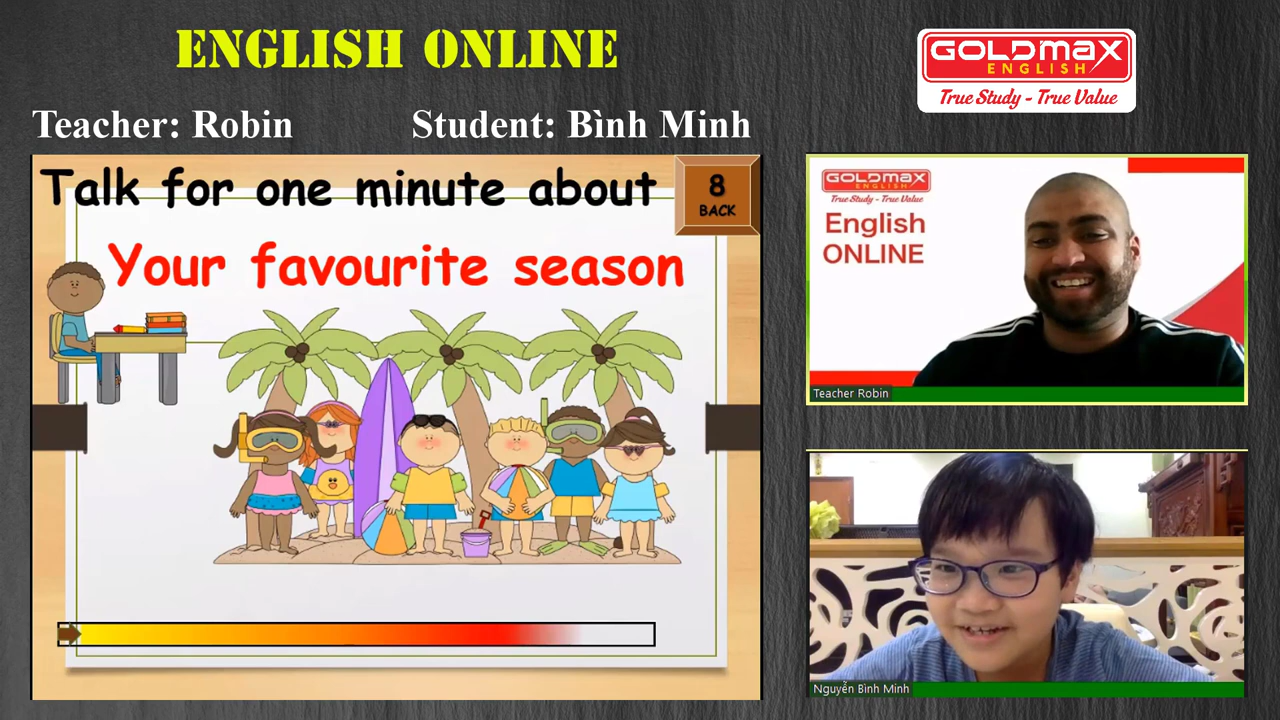 ENGLISH ONLINE
GOLDMAX
ENGLISH
True Study - True Value
Teacher: Robin
Student: Bình Minh
Talk for one minute about
8
BACK
Your favourite season
GOLDMAX
ENGLISH
True Study - True Value
English
ONLINE
Teacher Robin
Nguyễn Bình Minh